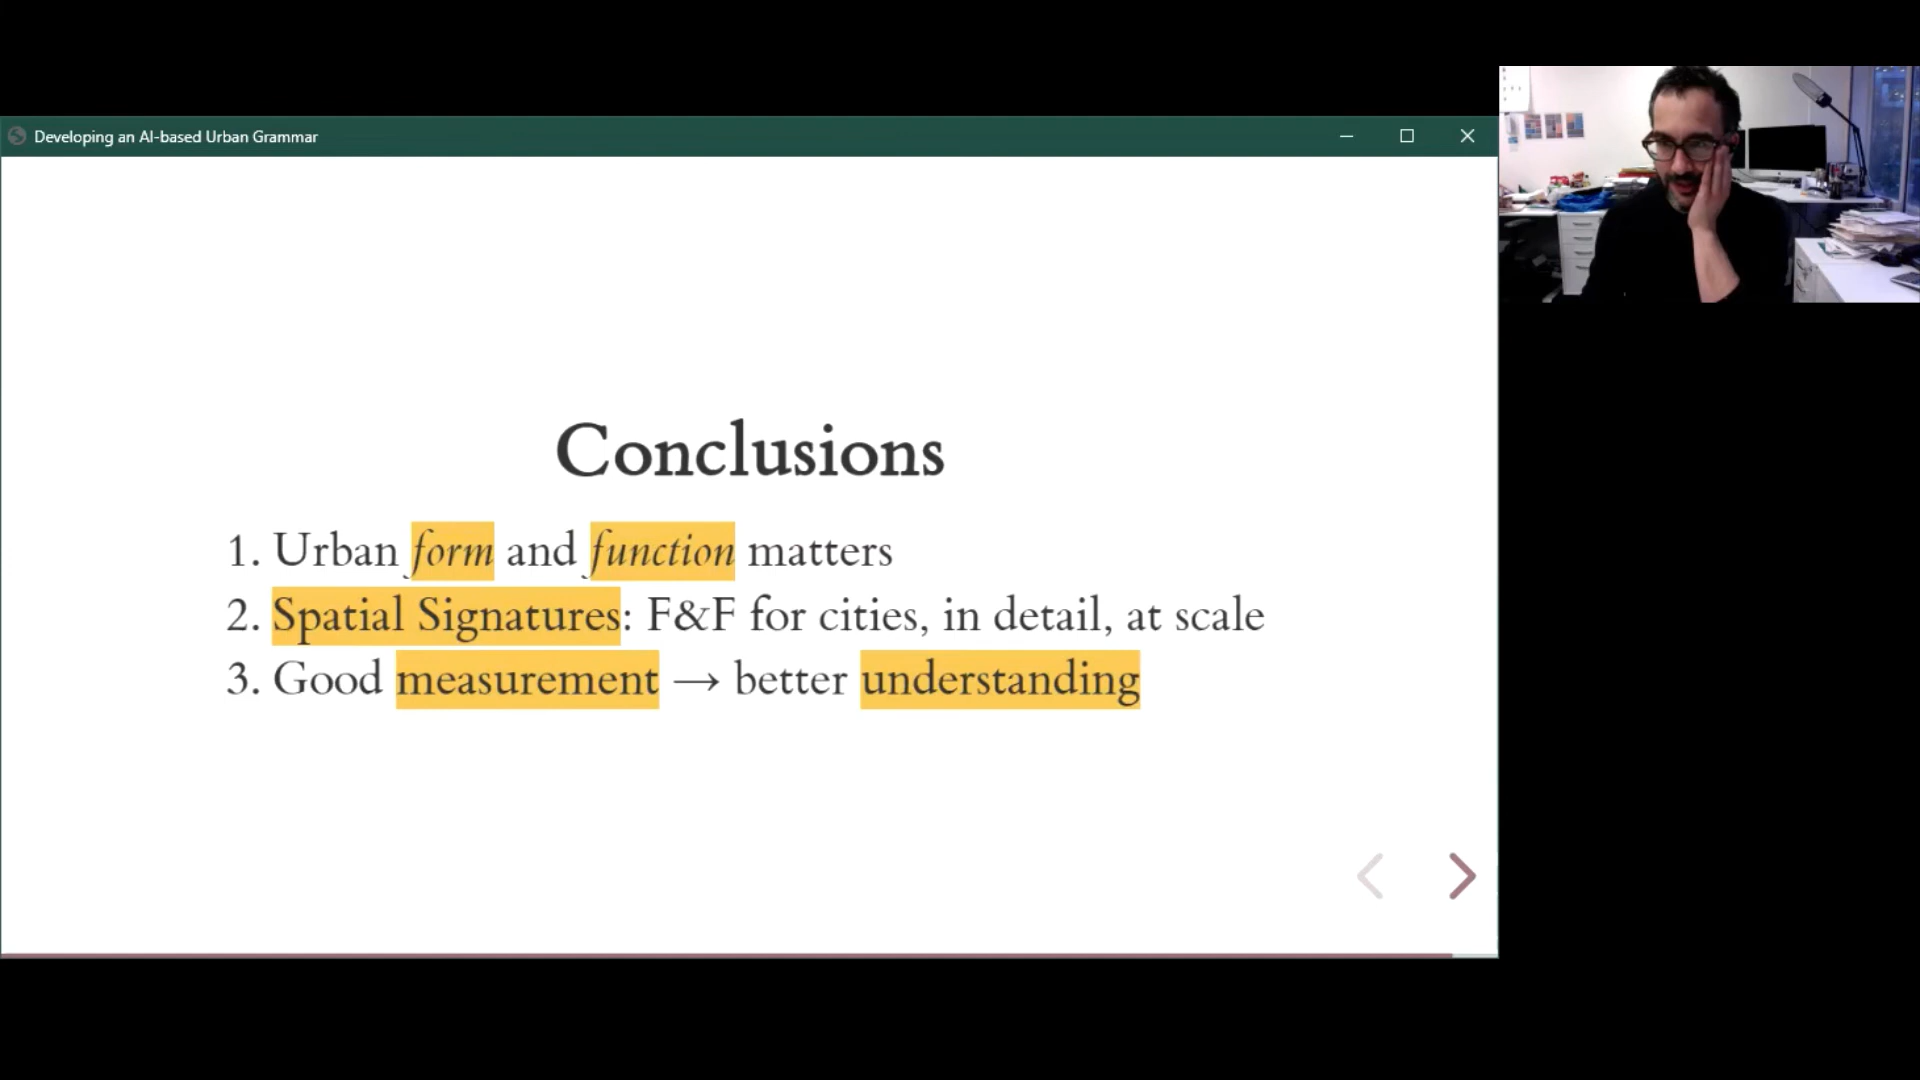 Developing an AI-based Urban Grammar
Conclusions
1. Urban form and function matters
2. Spatial Signatures: F&F for cities, in detail, at scale
3. Good measurement → better understanding